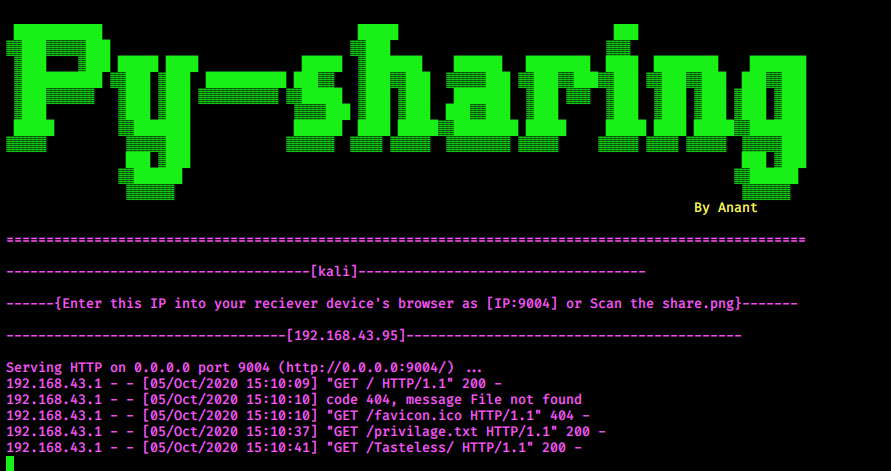 Py-sharing
By Anant
====================================================================================================
--------------------------------------[kali]------------------------------------
------{Enter this IP into your reciever device's browser as [IP:9004] or Scan the share.png}-------
-----------------------------------[192.168.43.95]------------------------------------------
Serving HTTP on 0.0.0.0 port 9004 (http://0.0.0.0:9004/) ...
192.168.43.1 - - [05/Oct/2020 15:10:09] "GET / HTTP/1.1" 200 -
192.168.43.1 - - [05/Oct/2020 15:10:10] code 404, message File not found
192.168.43.1 - - [05/Oct/2020 15:10:10] "GET /favicon.ico HTTP/1.1" 404 -
192.168.43.1 - - [05/Oct/2020 15:10:37] "GET /privilage.txt HTTP/1.1" 200 -
192.168.43.1 - - [05/Oct/2020 15:10:41] "GET /Tasteless/ HTTP/1.1" 200 -